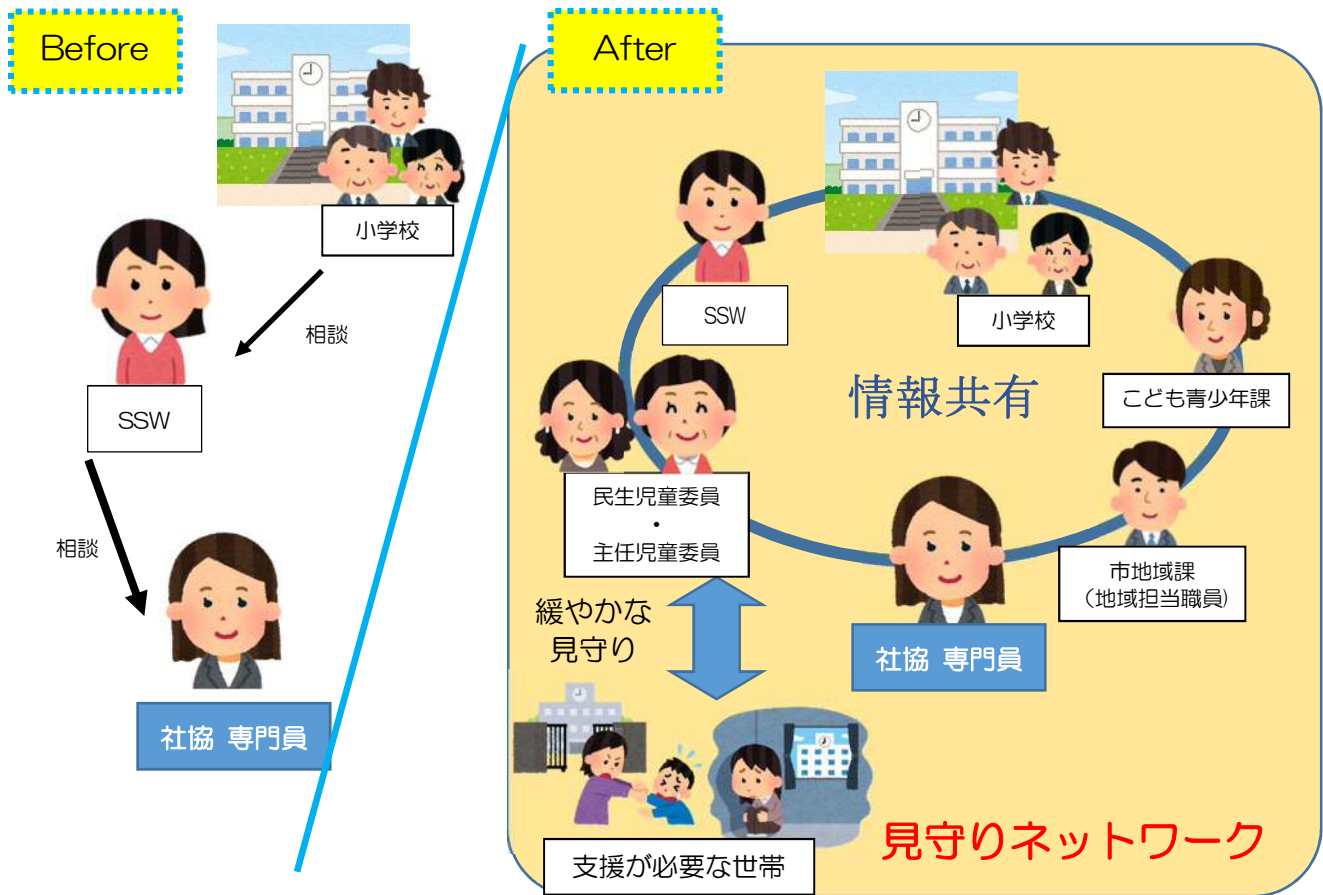 Before
小学校
相談
SSW
相談
社協 専門員
After
SSW
小学校
こども青少年課
情報共有
民生児童委員
・
主任児童委員
市地域課
（地域担当職員)
社協 専門員
緩やかな
見守り
支援が必要な世帯
見守りネットワーク